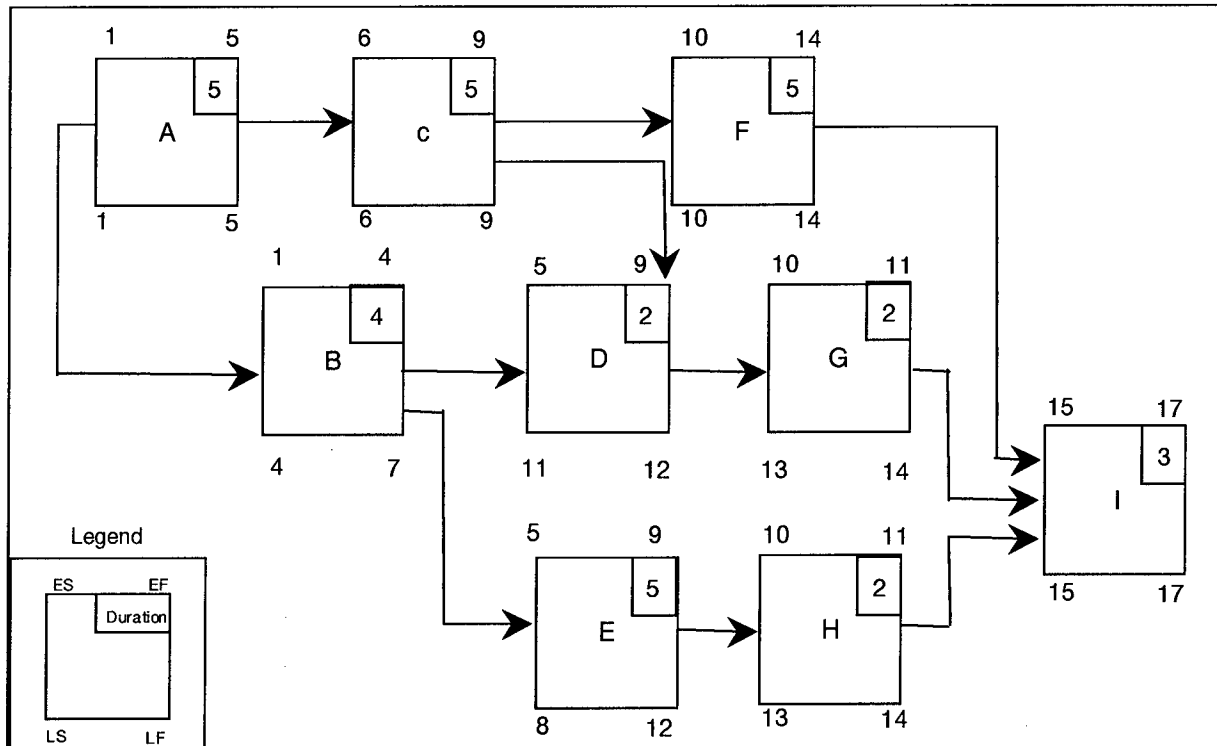 1 5 6 9 10 14
5 5 5
A c F
1 5 6 9 10 14
1 4 5 9 10 11
4 2 2
B D G
4 7 11 12 13 14
15 17
3
I
15 17
5 9 10 11
5 2
E H
8 12 13 14
Legend
ES EF
Duration
LS LF